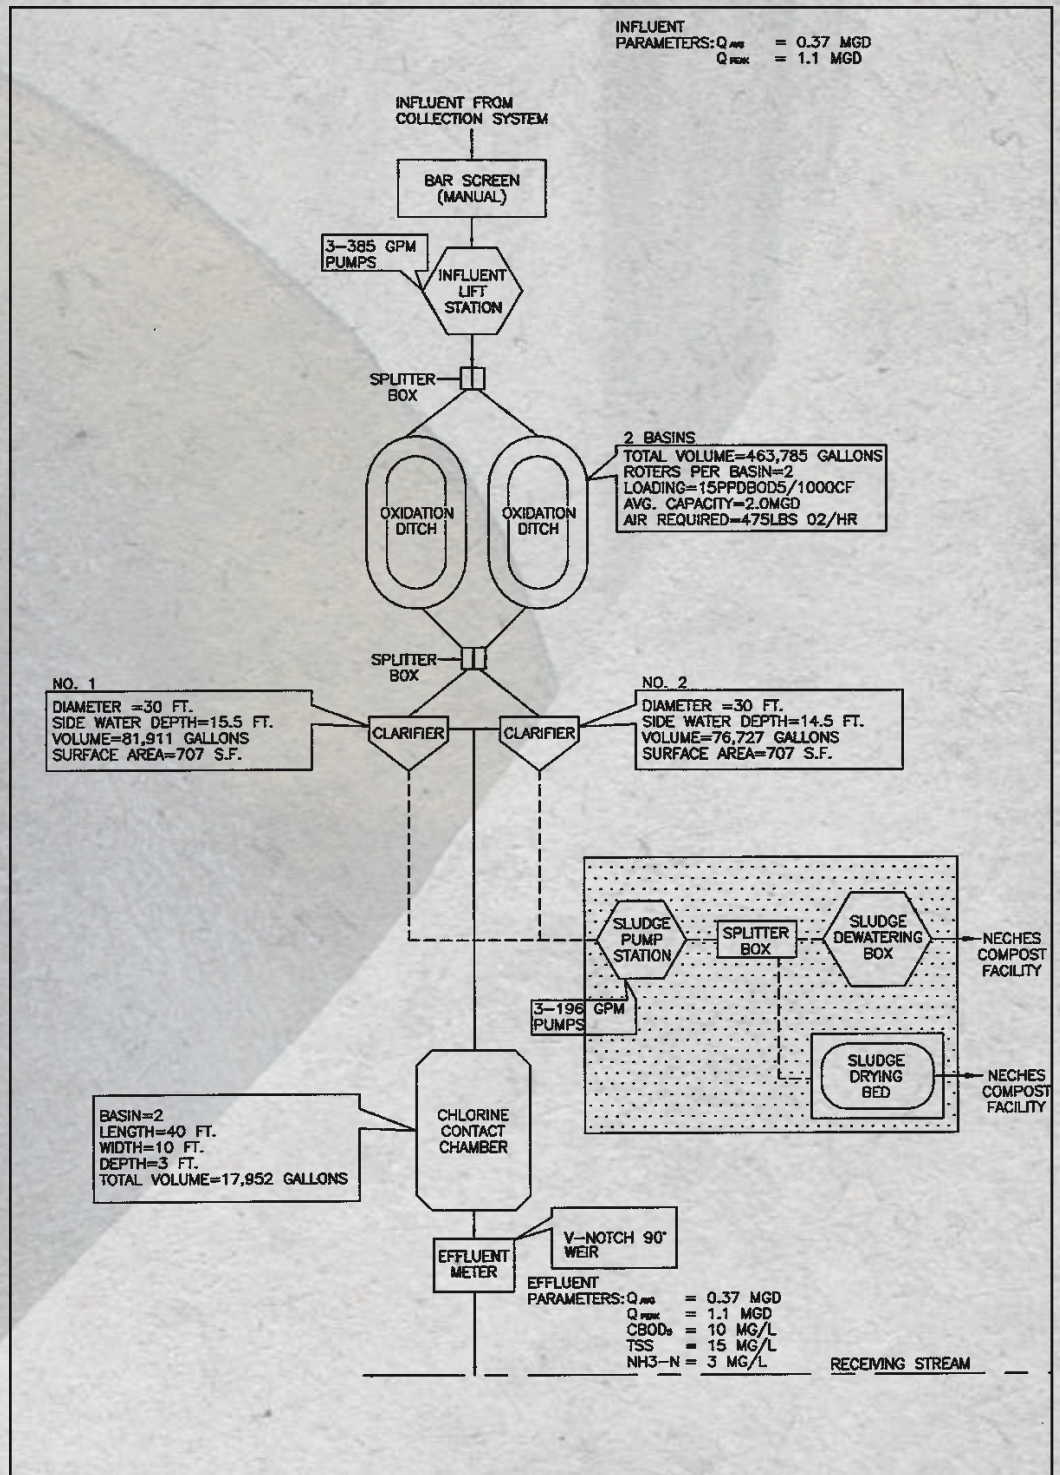 INFLUENT
PARAMETERS: Q AVG = 0.37 MGD
Q PEAK = 1.1 MGD
INFLUENT FROM
COLLECTION SYSTEM
BAR SCREEN
(MANUAL)
3-385 GPM
PUMPS
INFLUENT
LIFT
STATION
SPLITTER
BOX
OXIDATION
DITCH
OXIDATION
DITCH
2 BASINS
TOTAL VOLUME=463,785 GALLONS
ROTERS PER BASIN=2
LOADING=15PPDBOD5/1000CF
AVG. CAPACITY=2.0MGD
AIR REQUIRED=475LBS O2/HR
SPLITTER
BOX
NO. 1
DIAMETER =30 FT.
SIDE WATER DEPTH=15.5 FT.
VOLUME=81,911 GALLONS
SURFACE AREA=707 S.F.
CLARIFIER
CLARIFIER
NO. 2
DIAMETER =30 FT.
SIDE WATER DEPTH=14.5 FT.
VOLUME=76,727 GALLONS
SURFACE AREA=707 S.F.
SLUDGE
PUMP
STATION
SPLITTER
BOX
SLUDGE
DEWATERING
BOX
NECHES
COMPOST
FACILITY
3-196 GPM
PUMPS
SLUDGE
DRYING
BED
NECHES
COMPOST
FACILITY
BASIN=2
LENGTH=40 FT.
WIDTH=10 FT.
DEPTH=3 FT.
TOTAL VOLUME=17,952 GALLONS
CHLORINE
CONTACT
CHAMBER
V-NOTCH 90°
WEIR
EFFLUENT
METER
EFFLUENT
PARAMETERS: Q AVG = 0.37 MGD
Q PEAK = 1.1 MGD
CBOD5 = 10 MG/L
TSS = 15 MG/L
NH3-N = 3 MG/L
RECEIVING STREAM